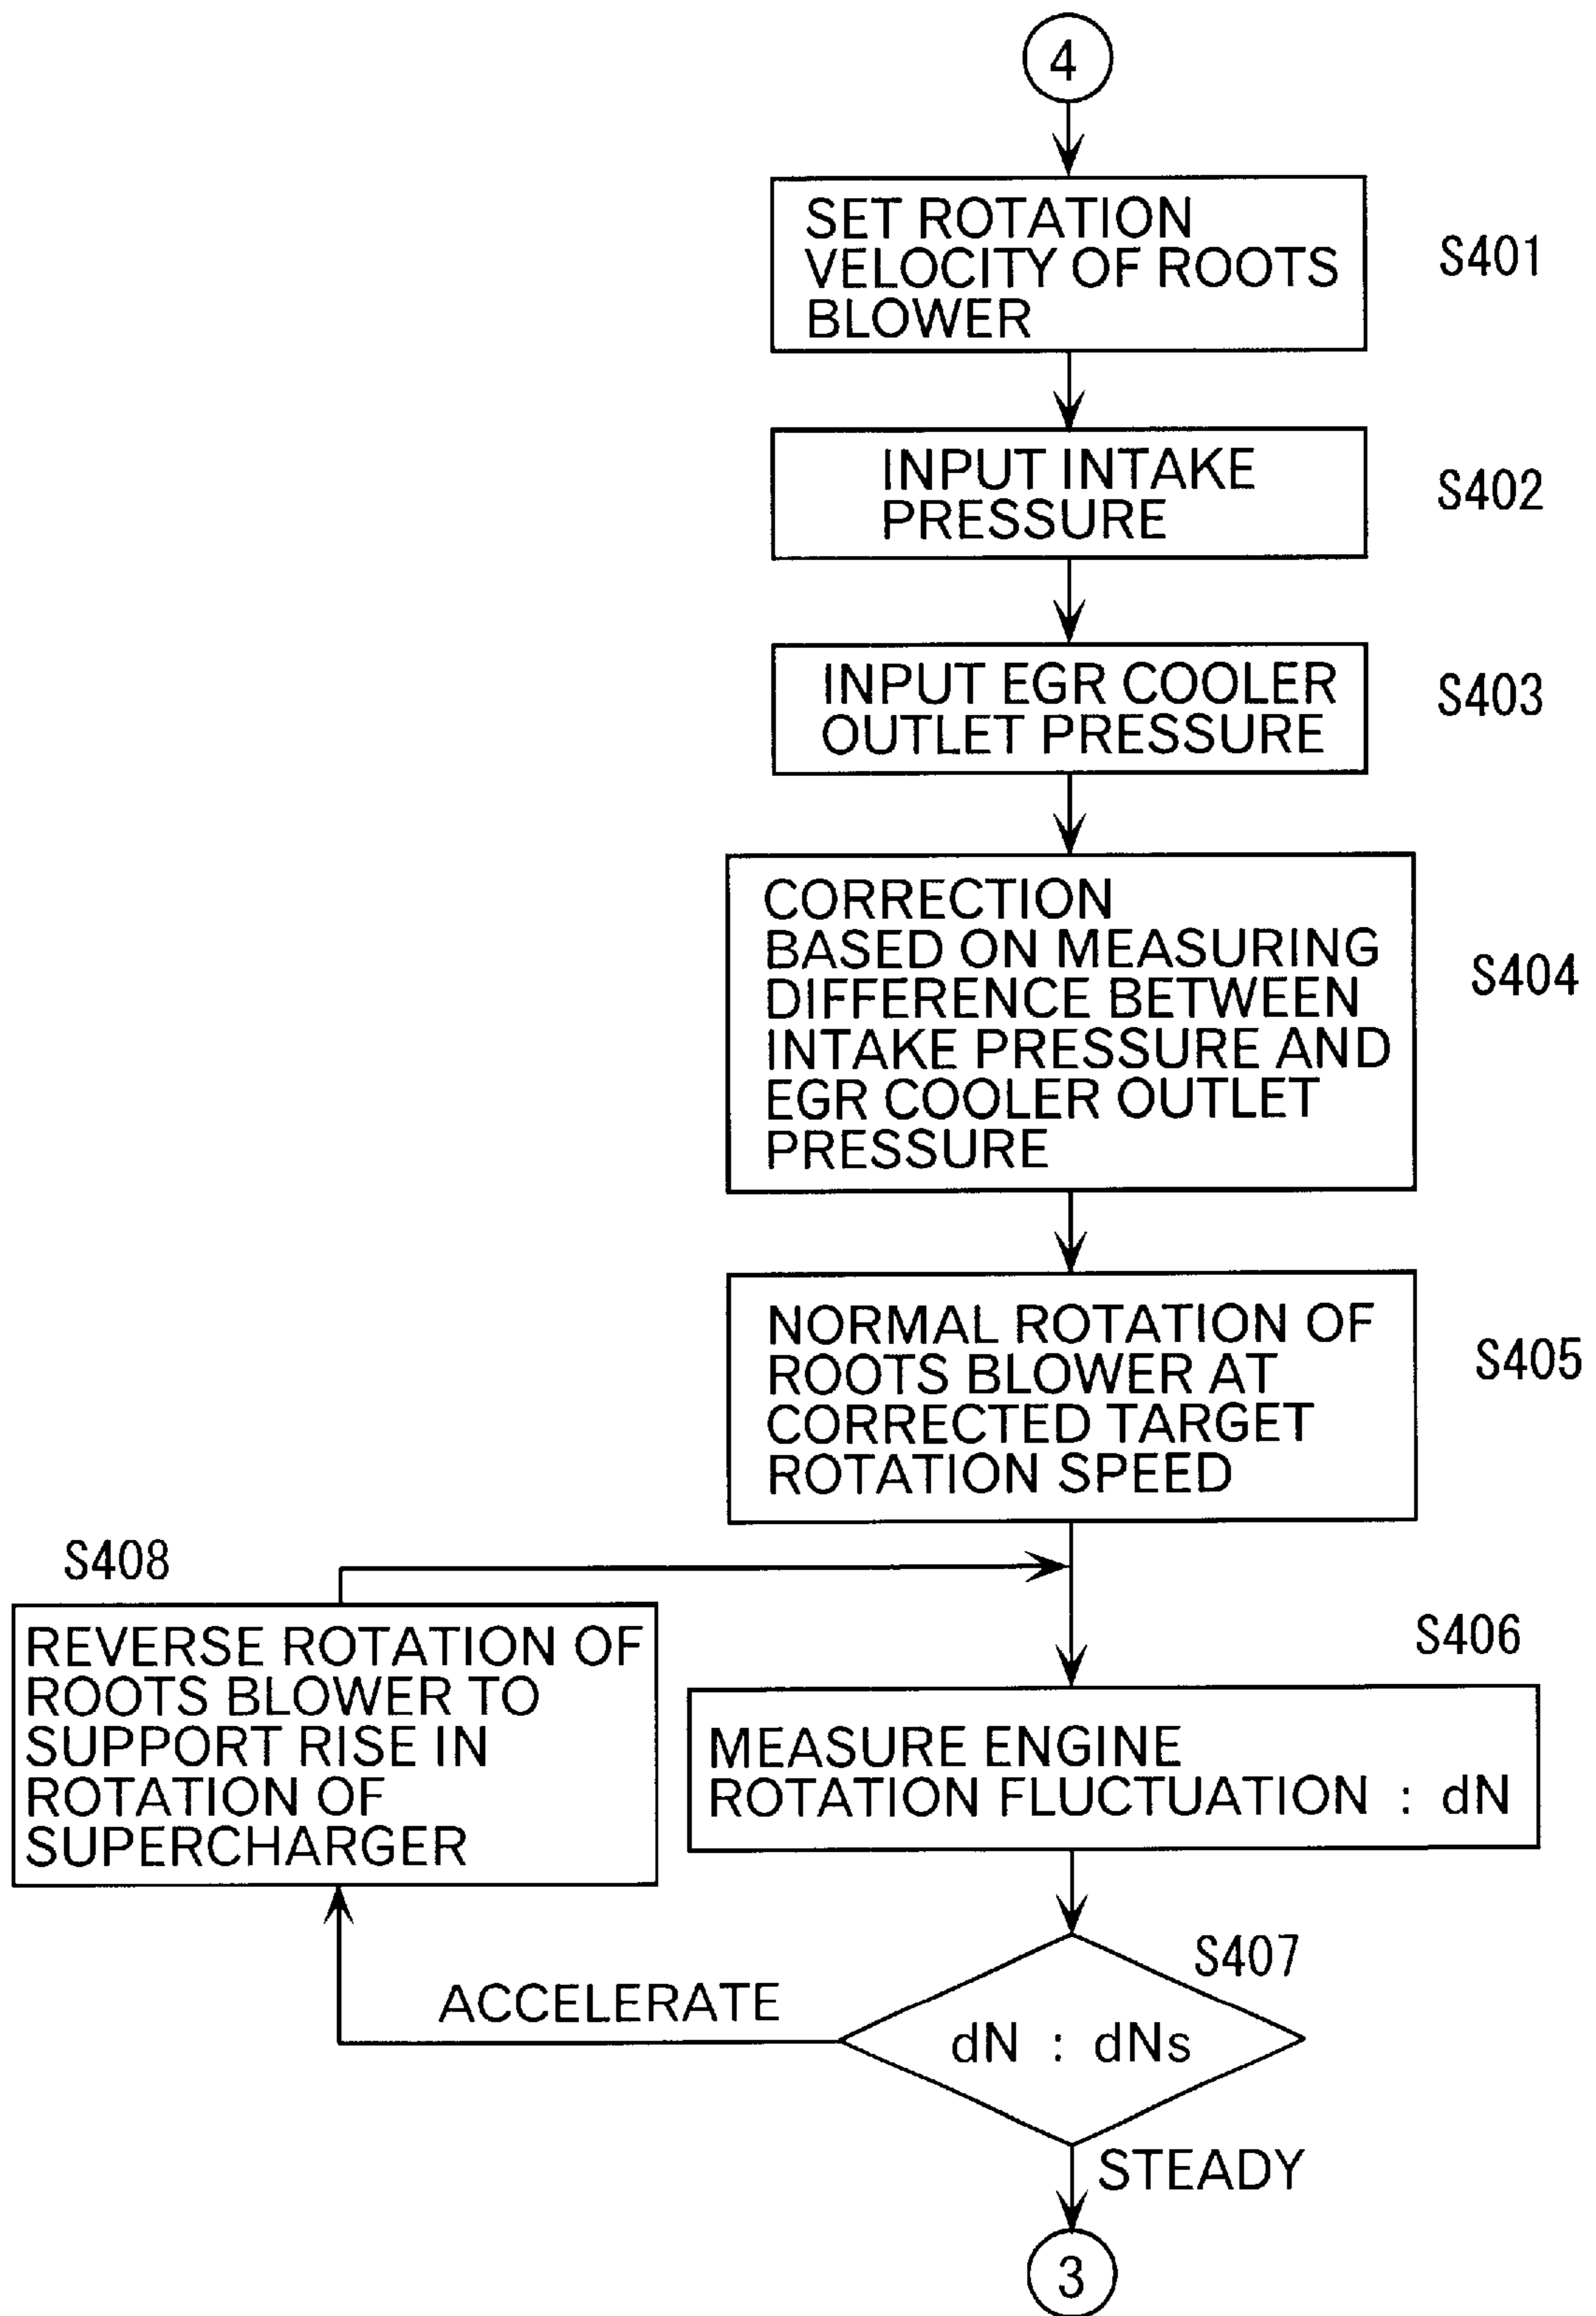 4
SET ROTATION
VELOCITY OF ROOTS
BLOWER
S401
INPUT INTAKE
PRESSURE
S402
INPUT EGR COOLER
OUTLET PRESSURE
S403
CORRECTION
BASED ON MEASURING
DIFFERENCE BETWEEN
INTAKE PRESSURE AND
EGR COOLER OUTLET
PRESSURE
S404
NORMAL ROTATION OF
ROOTS BLOWER AT
CORRECTED TARGET
ROTATION SPEED
S405
S408
REVERSE ROTATION OF
ROOTS BLOWER TO
SUPPORT RISE IN
ROTATION OF
SUPERCHARGER
S406
MEASURE ENGINE
ROTATION FLUCTUATION : dN
S407
ACCELERATE
dN : dNs
STEADY
3